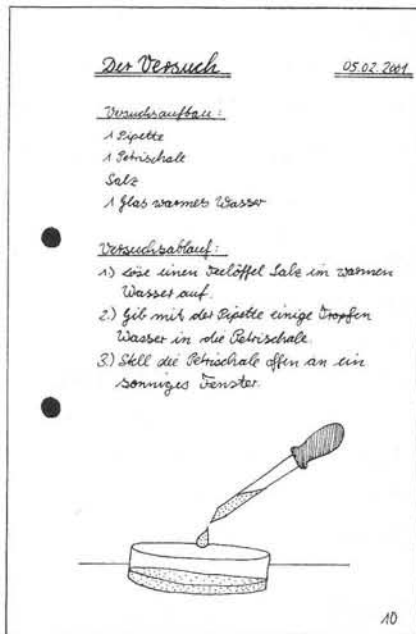 Der Versuch 05.02.2001
Versuchsaufbau:
1 Pipette
1 Petrischale
Salz
1 Glas warmes Wasser
Versuchsablauf:
1.) Löse einen Teelöffel Salz im warmen
Wasser auf.
2.) Gib mit der Pipette einige Tropfen
Wasser in die Petrischale.
3.) Stell die Petrischale offen an ein
sonniges Fenster.
10